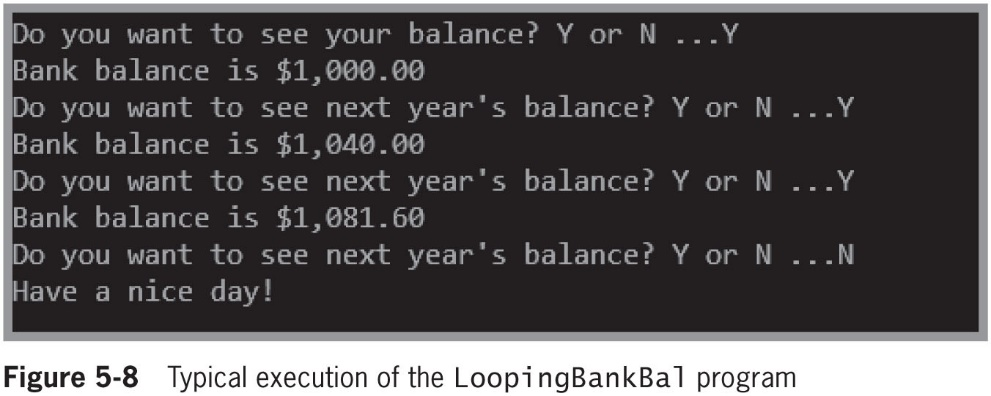 Do you want to see your balance? Y or N ...Y
Bank balance is $1,000.00
Do you want to see next year's balance? Y or N ...Y
Bank balance is $1,040.00
Do you want to see next year's balance? Y or N ...Y
Bank balance is $1,081.60
Do you want to see next year's balance? Y or N ...N
Have a nice day!
Figure 5-8 Typical execution of the LoopingBankBal program